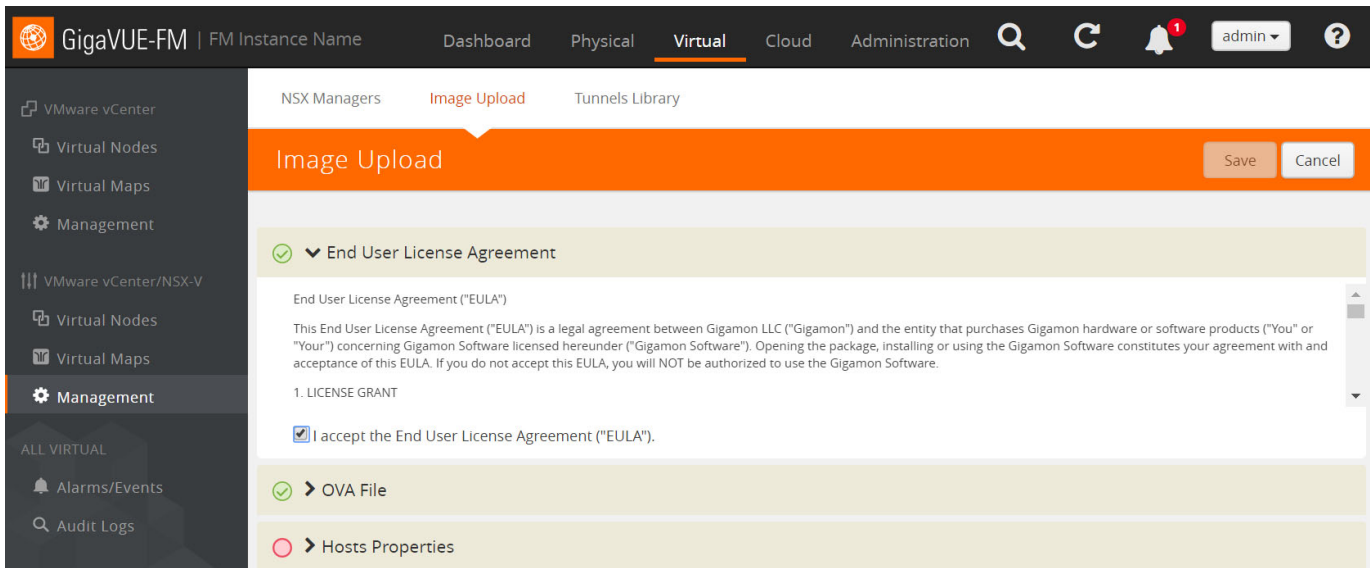 GigaVUE-FM | FM Instance Name Dashboard Physical Virtual Cloud Administration 1 admin ?
VMware vCenter
Virtual Nodes
Virtual Maps
Management
VMware vCenter/NSX-V
Virtual Nodes
Virtual Maps
Management
ALL VIRTUAL
Alarms/Events
Audit Logs
NSX Managers Image Upload Tunnels Library
Image Upload Save Cancel
End User License Agreement
End User License Agreement ("EULA")
This End User License Agreement ("EULA") is a legal agreement between Gigamon LLC ("Gigamon") and the entity that purchases Gigamon hardware or software products ("You" or
"Your") concerning Gigamon Software licensed hereunder ("Gigamon Software"). Opening the package, installing or using the Gigamon Software constitutes your agreement with and
acceptance of this EULA. If you do not accept this EULA, you will NOT be authorized to use the Gigamon Software.
1. LICENSE GRANT
I accept the End User License Agreement ("EULA").
OVA File
Hosts Properties